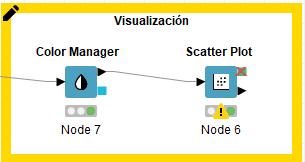 Visualización
Color Manager
Scatter Plot
Node 7
Node 6